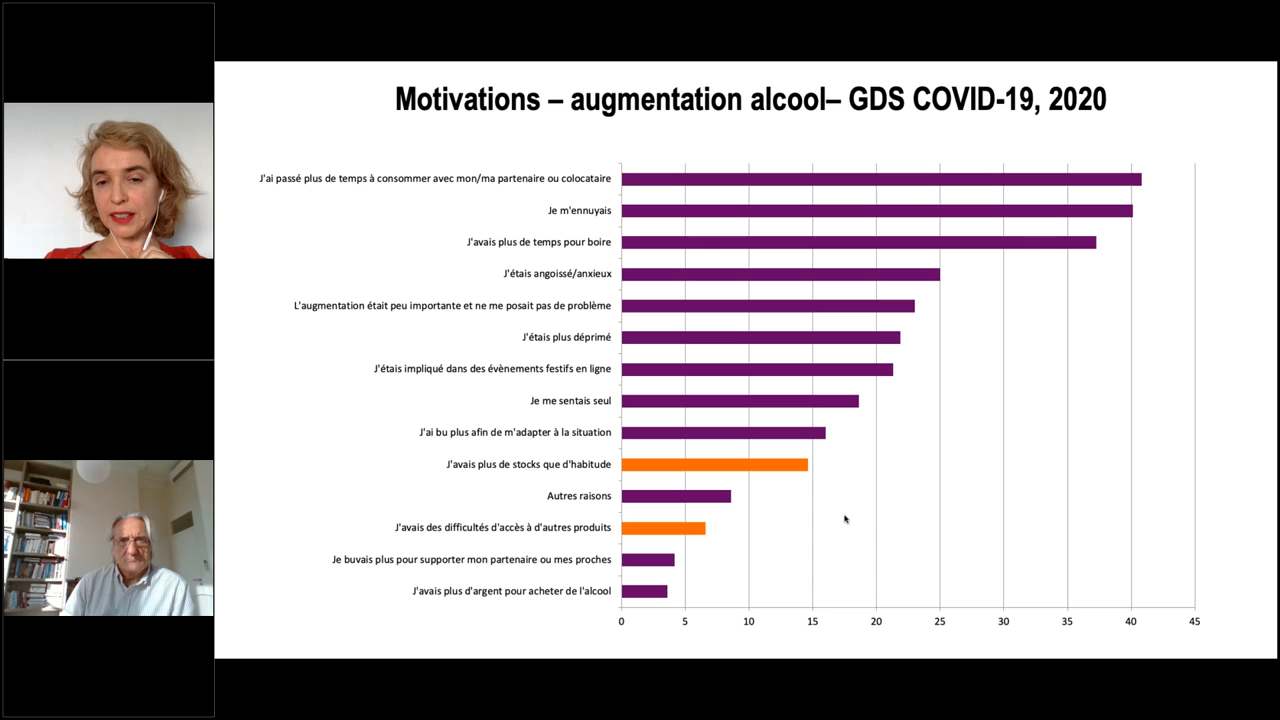 Motivations – augmentation alcool– GDS COVID-19, 2020
J'ai passé plus de temps à consommer avec mon/ma partenaire ou colocataire
Je m'ennuyais
J'avais plus de temps pour boire
J'étais angoissé/anxieux
L'augmentation était peu importante et ne me posait pas de problème
J'étais plus déprimé
J'étais impliqué dans des évènements festifs en ligne
Je me sentais seul
J'ai bu plus afin de m'adapter à la situation
J'avais plus de stocks que d'habitude
Autres raisons
J'avais des difficultés d'accès à d'autres produits
Je buvais plus pour supporter mon partenaire ou mes proches
J'avais plus d'argent pour acheter de l'alcool
0 5 10 15 20 25 30 35 40 45